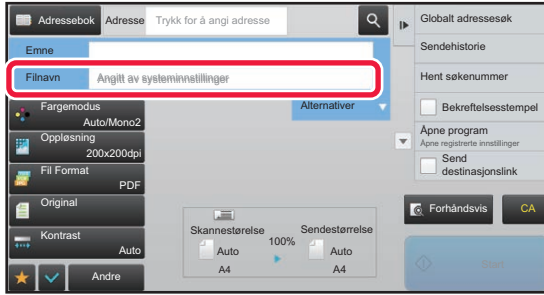 Adressebok
Adresse
Trykk for å angi adresse
Emne
Filnavn
Angitt av systeminnstillinger
Fargemodus
Auto/Mono2
Oppløsning
200x200dpi
Fil Format
PDF
Original
Kontrast
Auto
Andre
Alternativer
Skannestørelse
100%
Sendestørrelse
Auto
Auto
A4
A4
Globalt adressesøk
Sendehistorie
Hent søkenummer
Bekreftelsesstempel
Åpne program
Åpne registrerte innstillinger
Send
destinasjonslink
Forhåndsvis
CA
Start